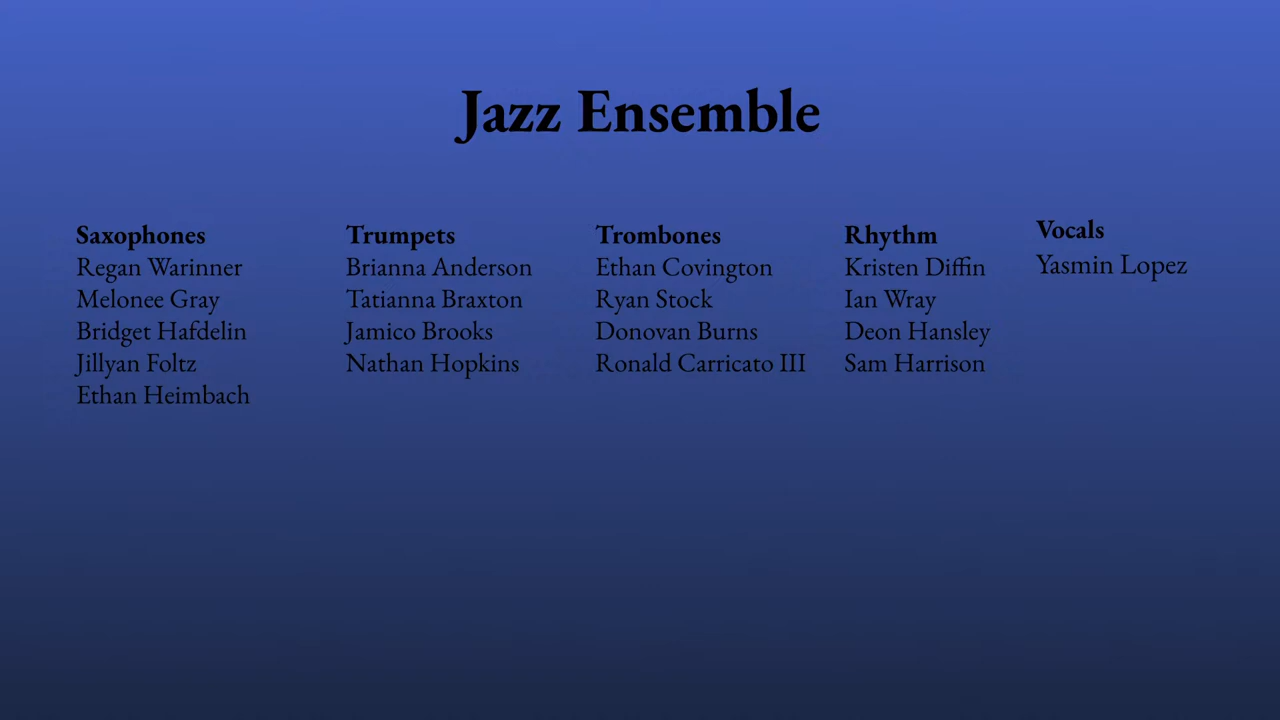 Jazz Ensemble
Saxophones
Regan Warinner
Melonee Gray
Bridget Hafdelin
Jillyan Foltz
Ethan Heimbach
Trumpets
Brianna Anderson
Tatianna Braxton
Jamico Brooks
Nathan Hopkins
Trombones
Ethan Covington
Ryan Stock
Donovan Burns
Ronald Carricato III
Rhythm
Kristen Diffin
Ian Wray
Deon Hansley
Sam Harrison
Vocals
Yasmin Lopez